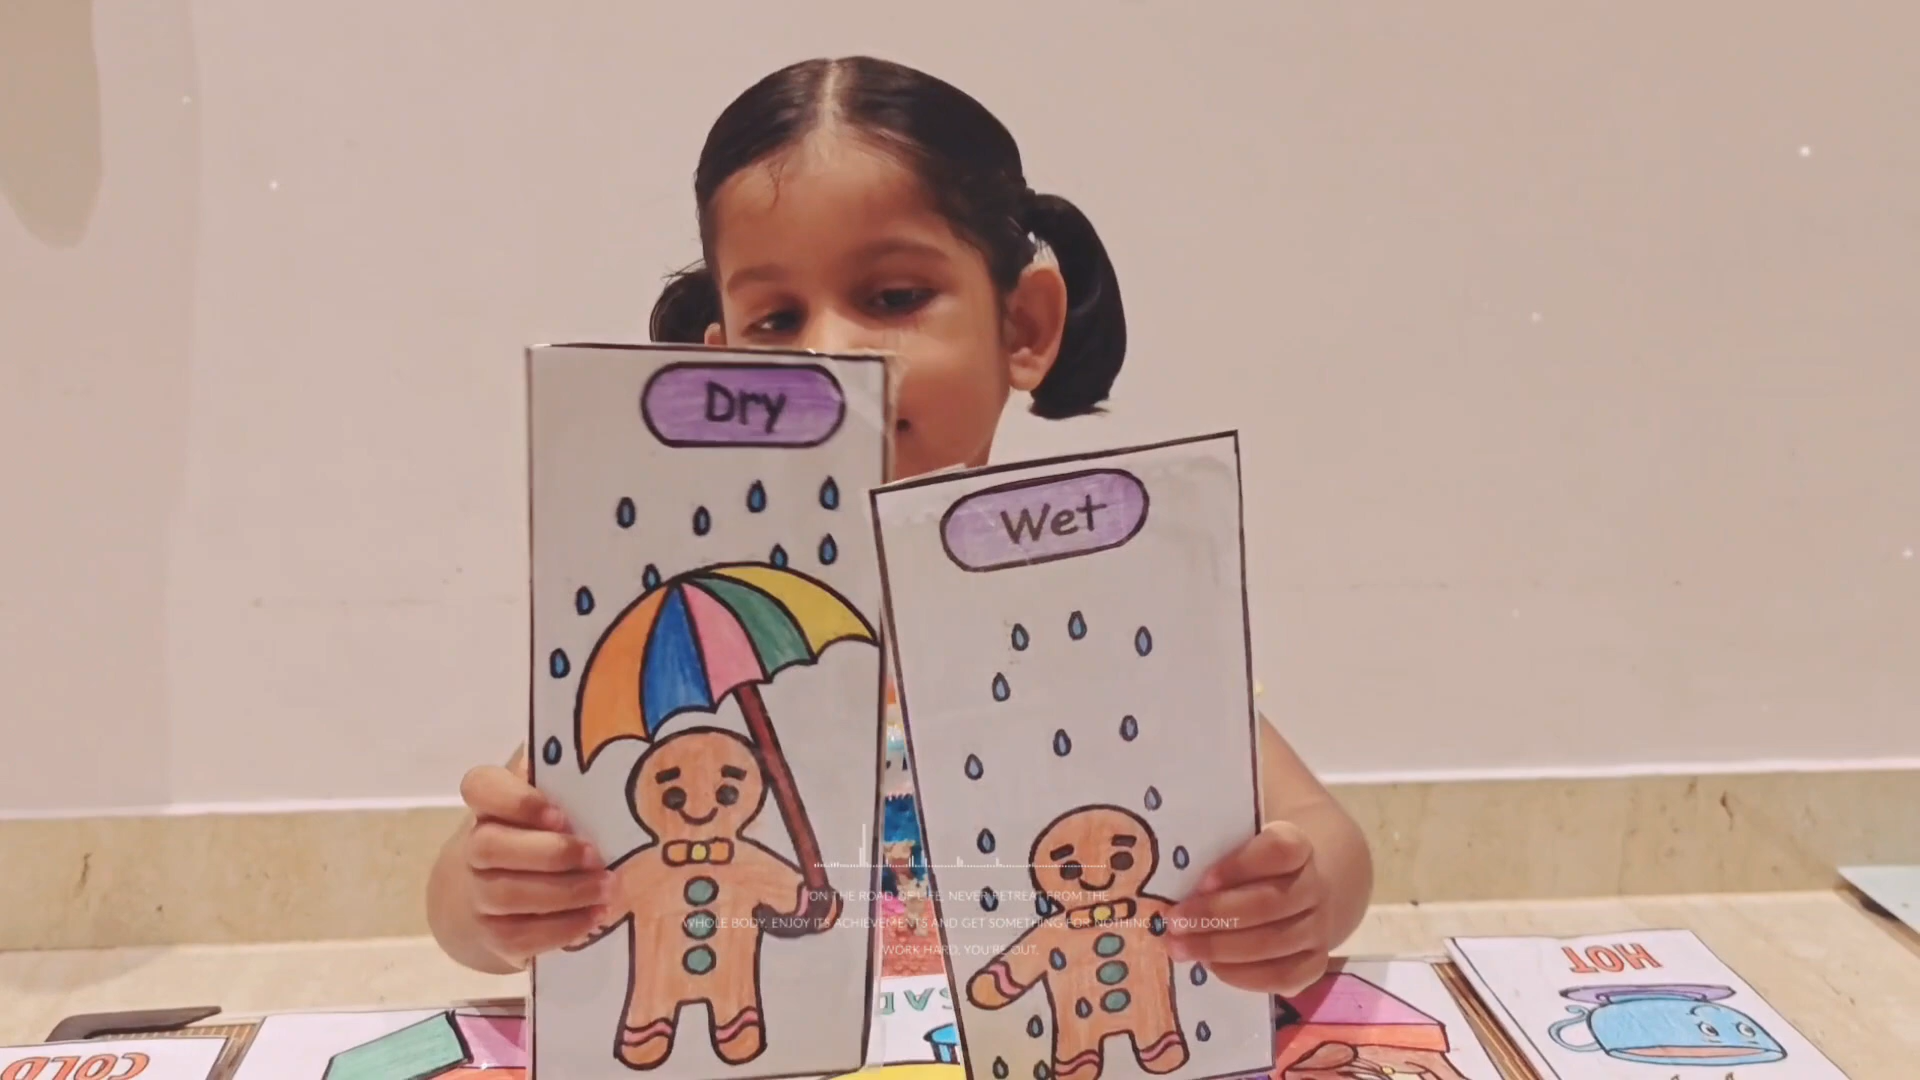 Dry
Wet
ON THE ROAD OF LIFE, NEVER RETREAT FROM THE
WHOLE BODY. ENJOY ITS ACHIEVEMENTS AND GET SOMETHING FOR NOTHING. IF YOU DON'T
WORK HARD, YOU'RE OUT.
HOT
SAD
COLD